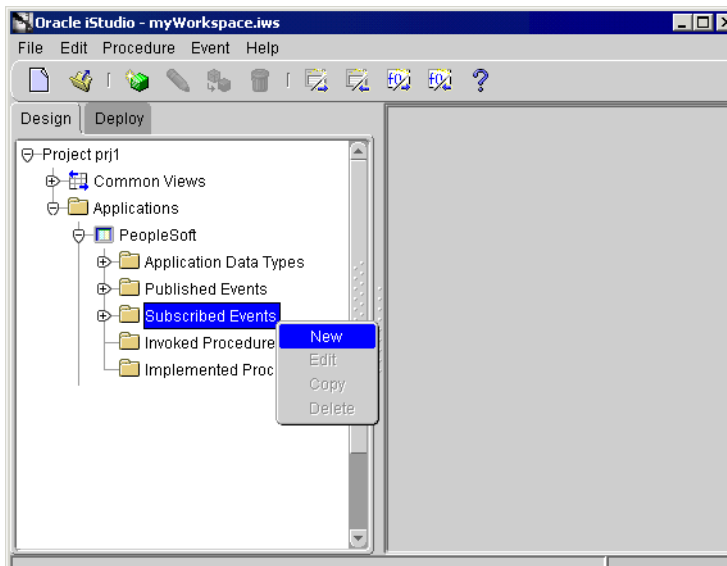 Oracle iStudio - myWorkspace.iws
File Edit Procedure Event Help
Design Deploy
Project prj1
Common Views
Applications
PeopleSoft
Application Data Types
Published Events
Subscribed Events
Invoked Procedure
Implemented Proc
New
Edit
Copy
Delete